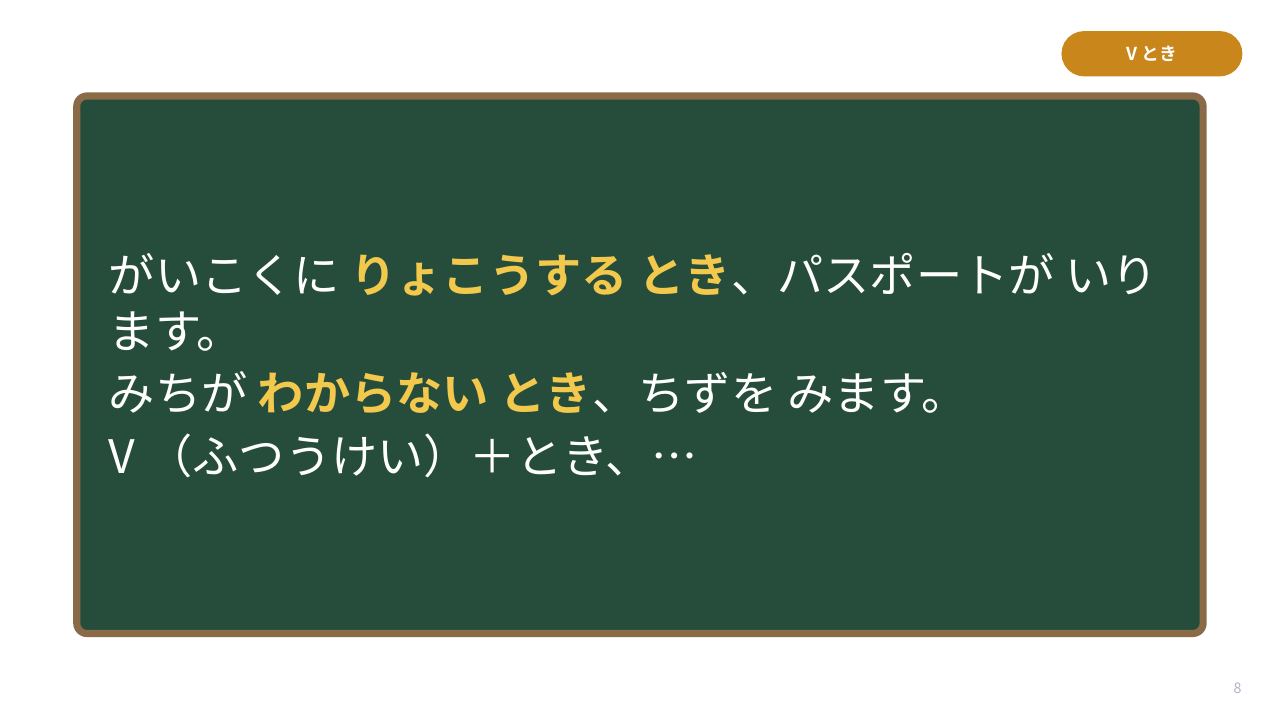 V とき
がいこくに りょこうする とき、パスポートが いり
ます。
みちが わからない とき、ちずを みます。
V （ふつうけい）＋とき、…
8